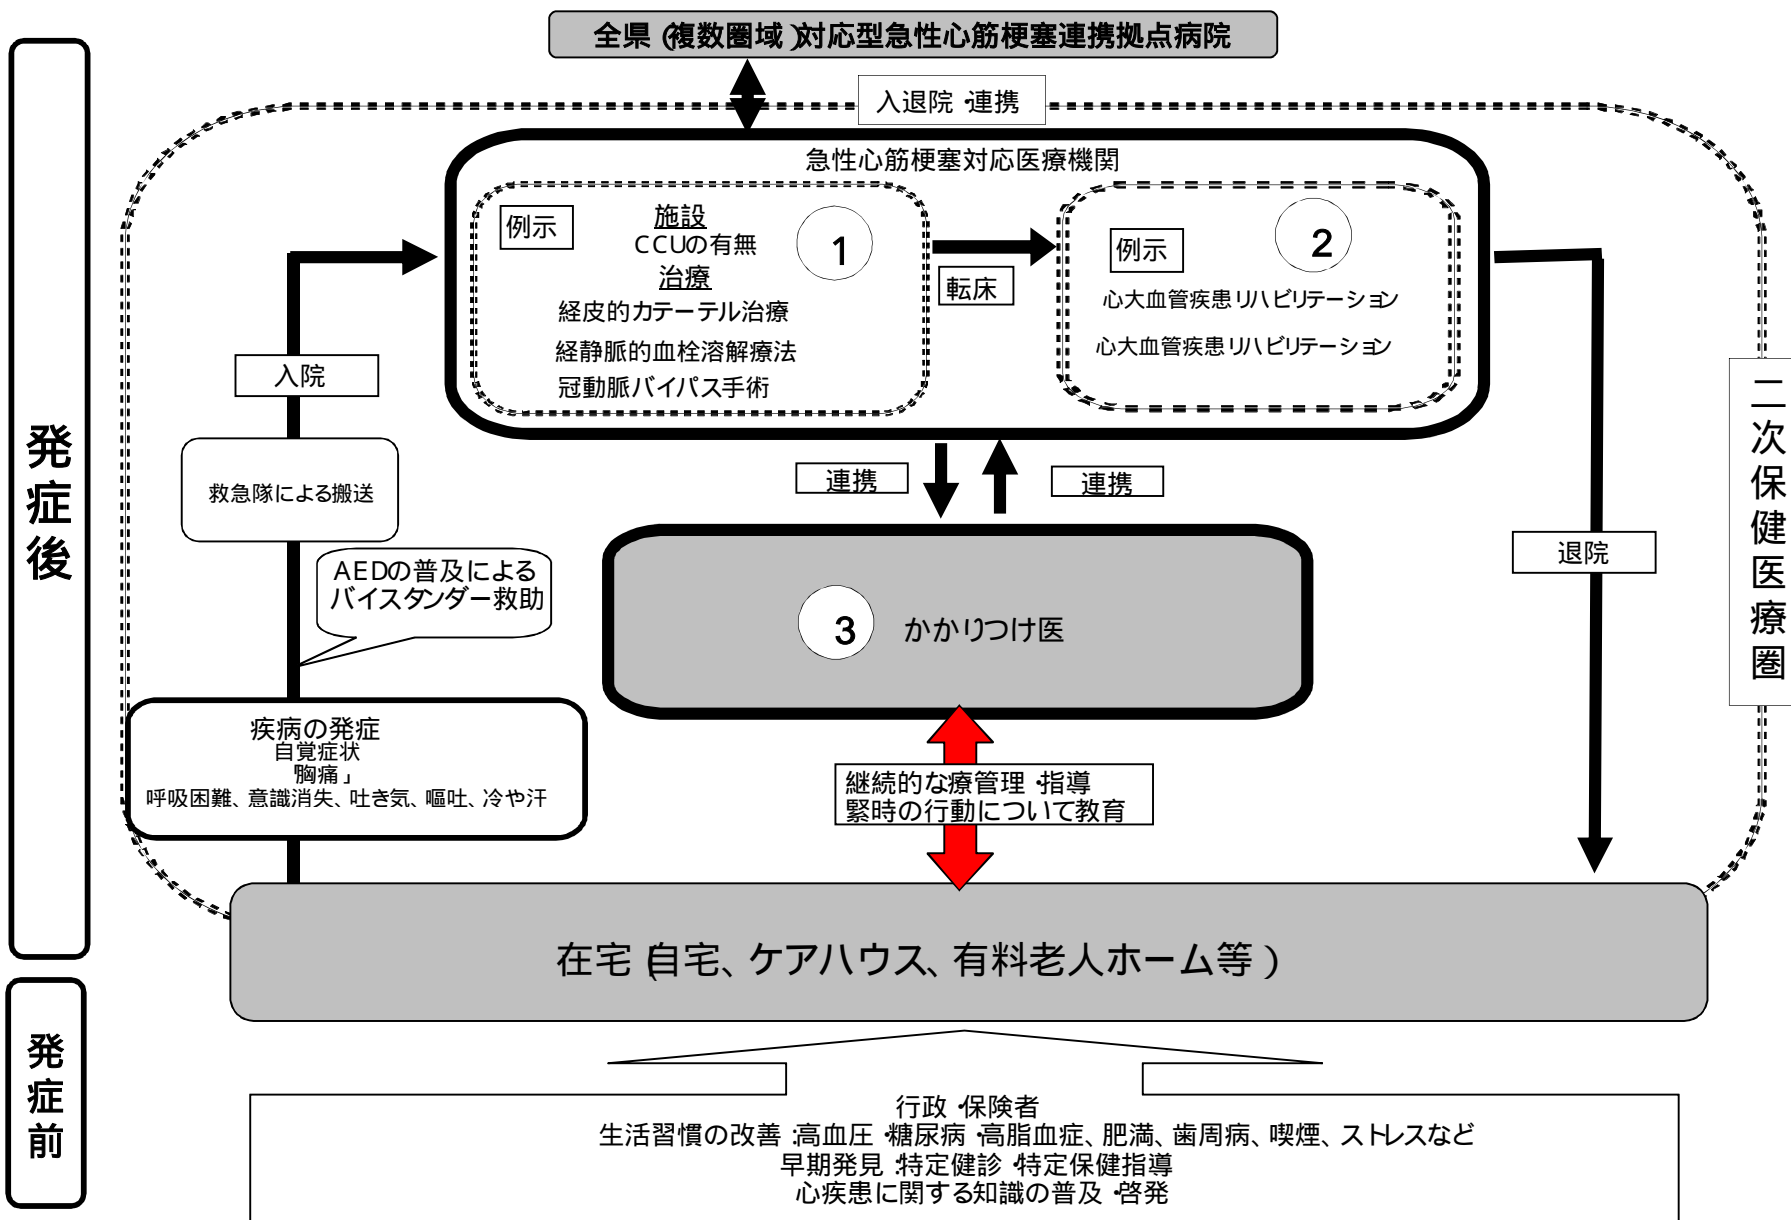 全県（複数圏域）対応型急性心筋梗塞連携拠点病院
入退院・連携
発症後
急性心筋梗塞対応医療機関
例示
施設
CCUの有無
治療
1
経皮的カテーテル治療
経静脈的血栓溶解療法
冠動脈バイパス手術
転床
例示
2
心大血管疾患リハビリテーション
心大血管疾患リハビリテーション
入院
救急隊による搬送
連携
連携
退院
二次保健医療圏
AEDの普及による
バイスタンダー救助
3
かかりつけ医
疾病の発症
自覚症状
「胸痛」
呼吸困難、意識消失、吐き気、嘔吐、冷や汗
継続的な療管理・指導
緊時の行動について教育
在宅（自宅、ケアハウス、有料老人ホーム等）
発症前
行政・保険者
生活習慣の改善：高血圧・糖尿病・高脂血症、肥満、歯周病、喫煙、ストレスなど
早期発見：特定健診・特定保健指導
心疾患に関する知識の普及・啓発